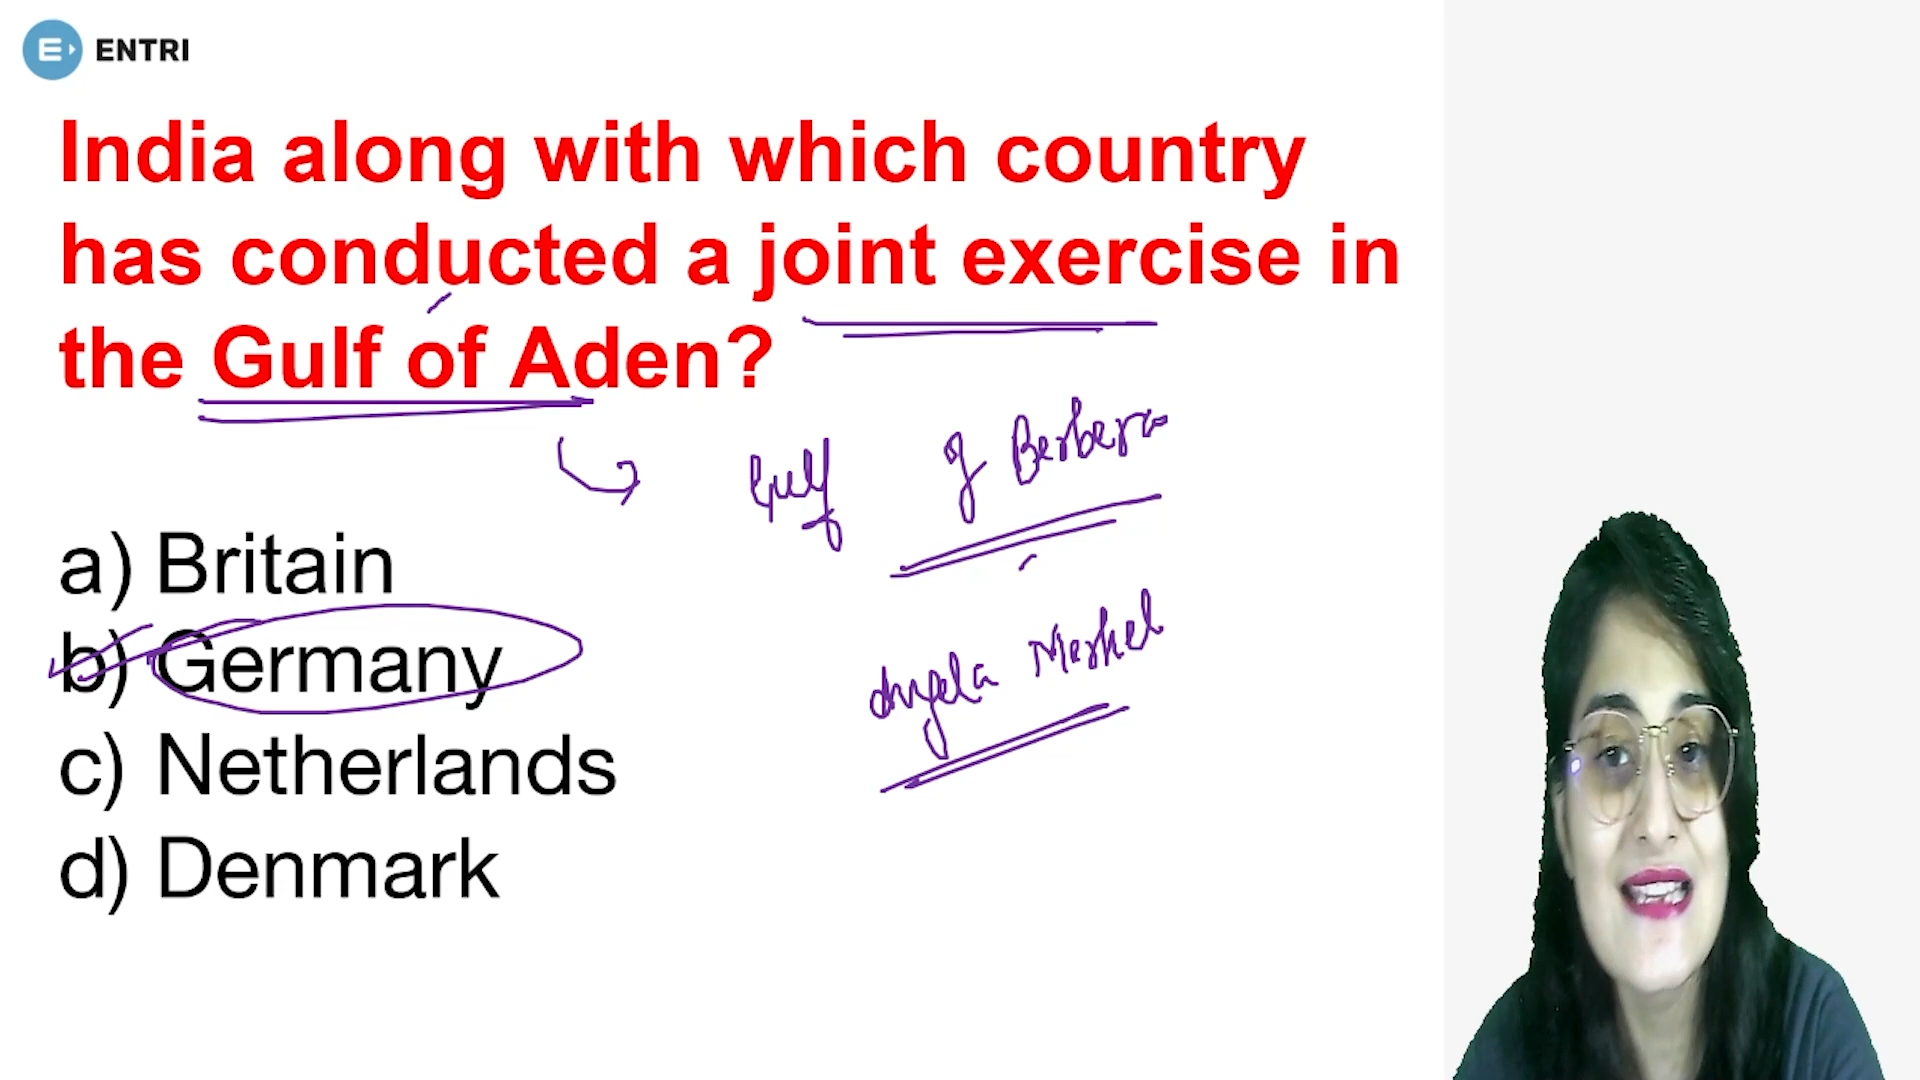 ENTRI
India along with which country
has conducted a joint exercise in
the Gulf of Aden?
Gulf of Berbera
a) Britain
b) Germany
Angela Merkel
c) Netherlands
d) Denmark